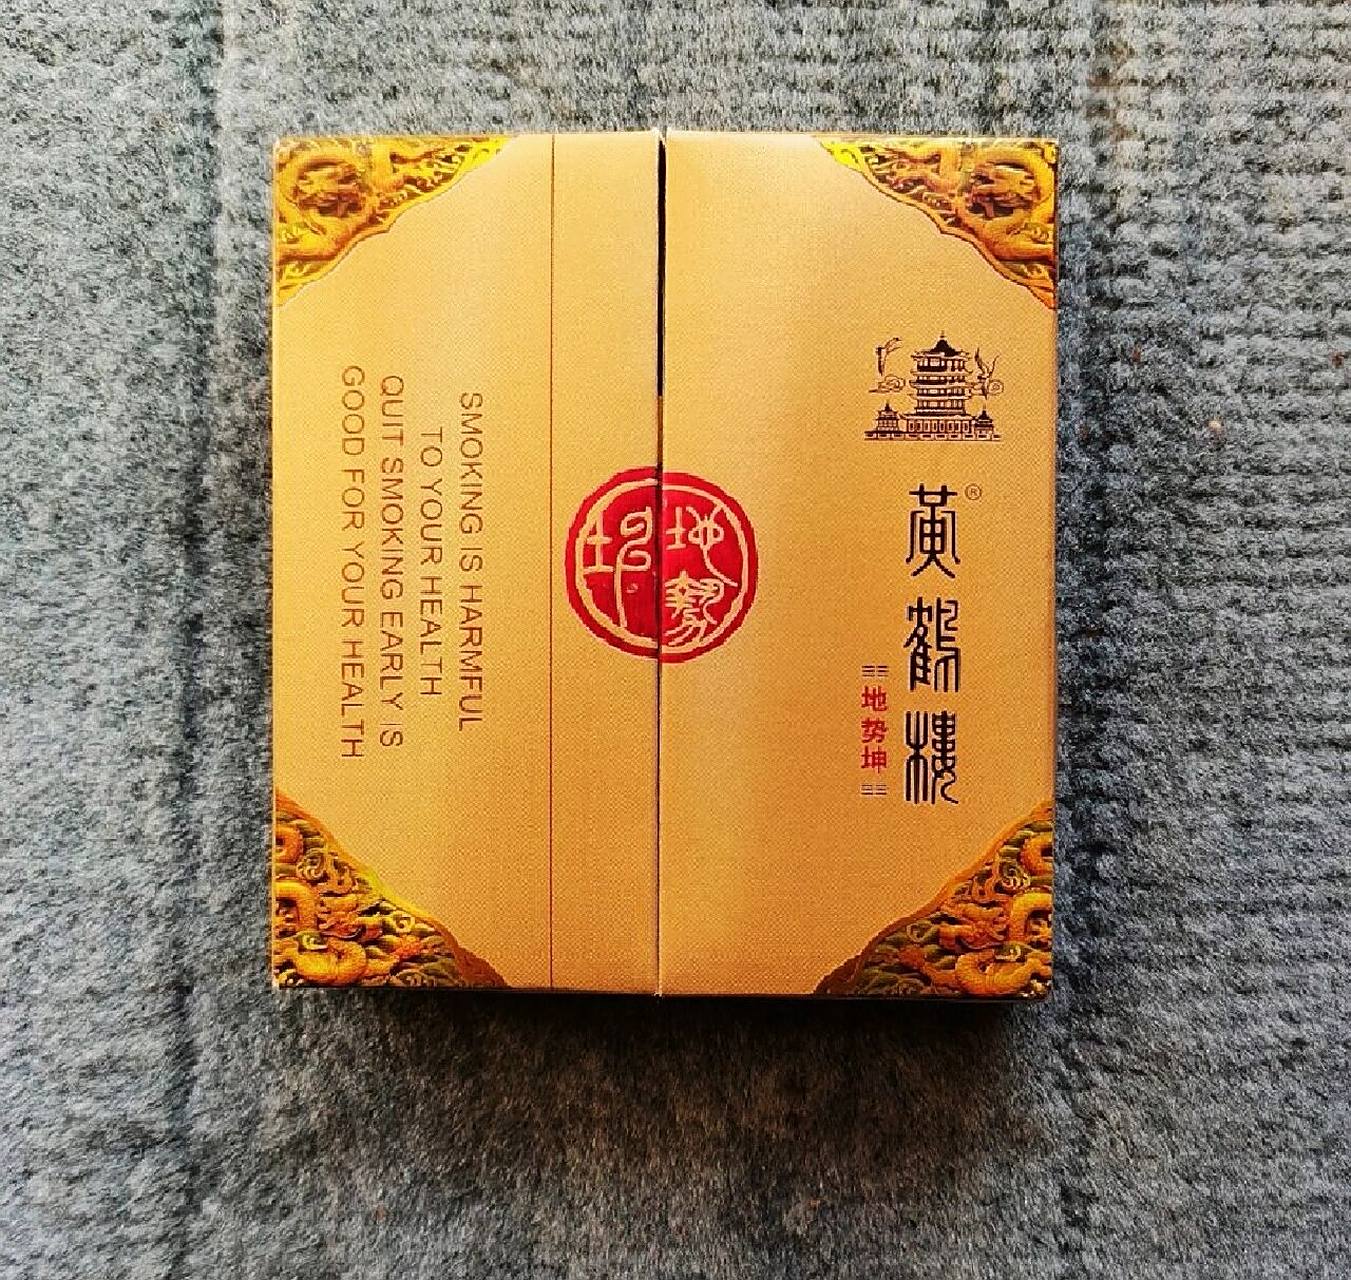 黃鶴樓®
地势坤
地勢坤
SMOKING IS HARMFUL
TO YOUR HEALTH
QUIT SMOKING EARLY IS
GOOD FOR YOUR HEALTH